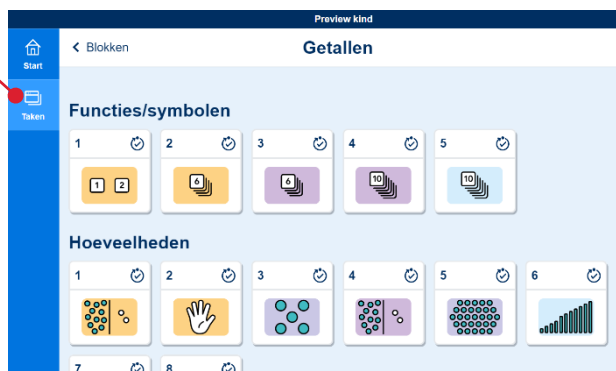 Preview kind
Start
Blokken
Getallen
Taken
Functies/symbolen
1 2 3 4 5
1 2 6 6 10 10
Hoeveelheden
1 2 3 4 5 6
7 8